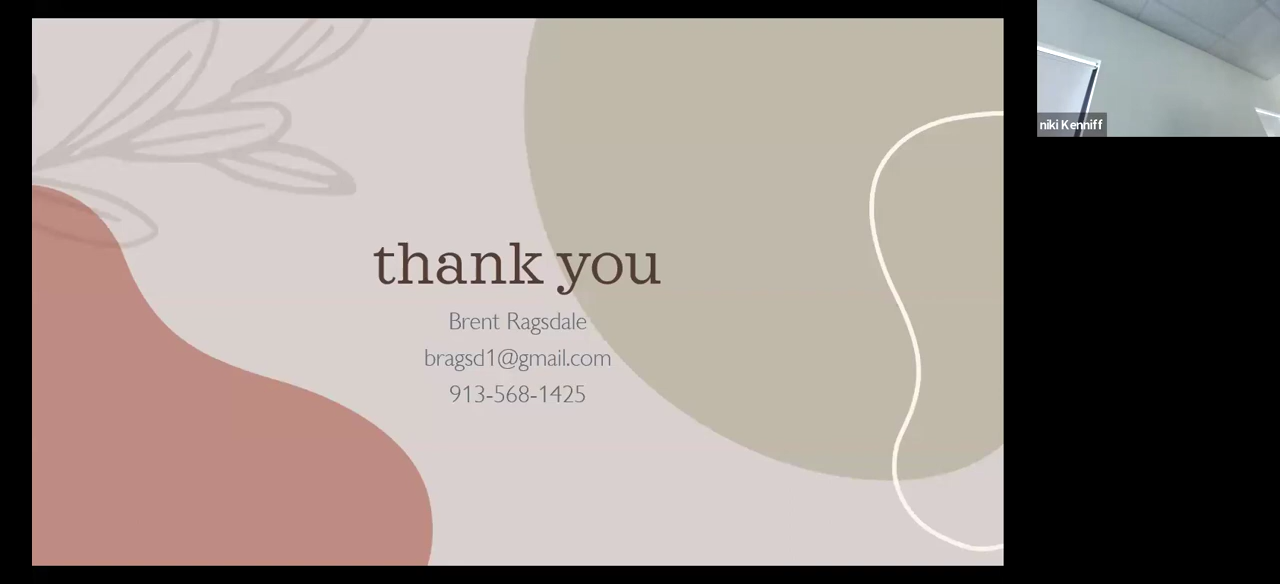 thank you
Brent Ragsdale
bragsd1@gmail.com
913-568-1425
niki Kenniff